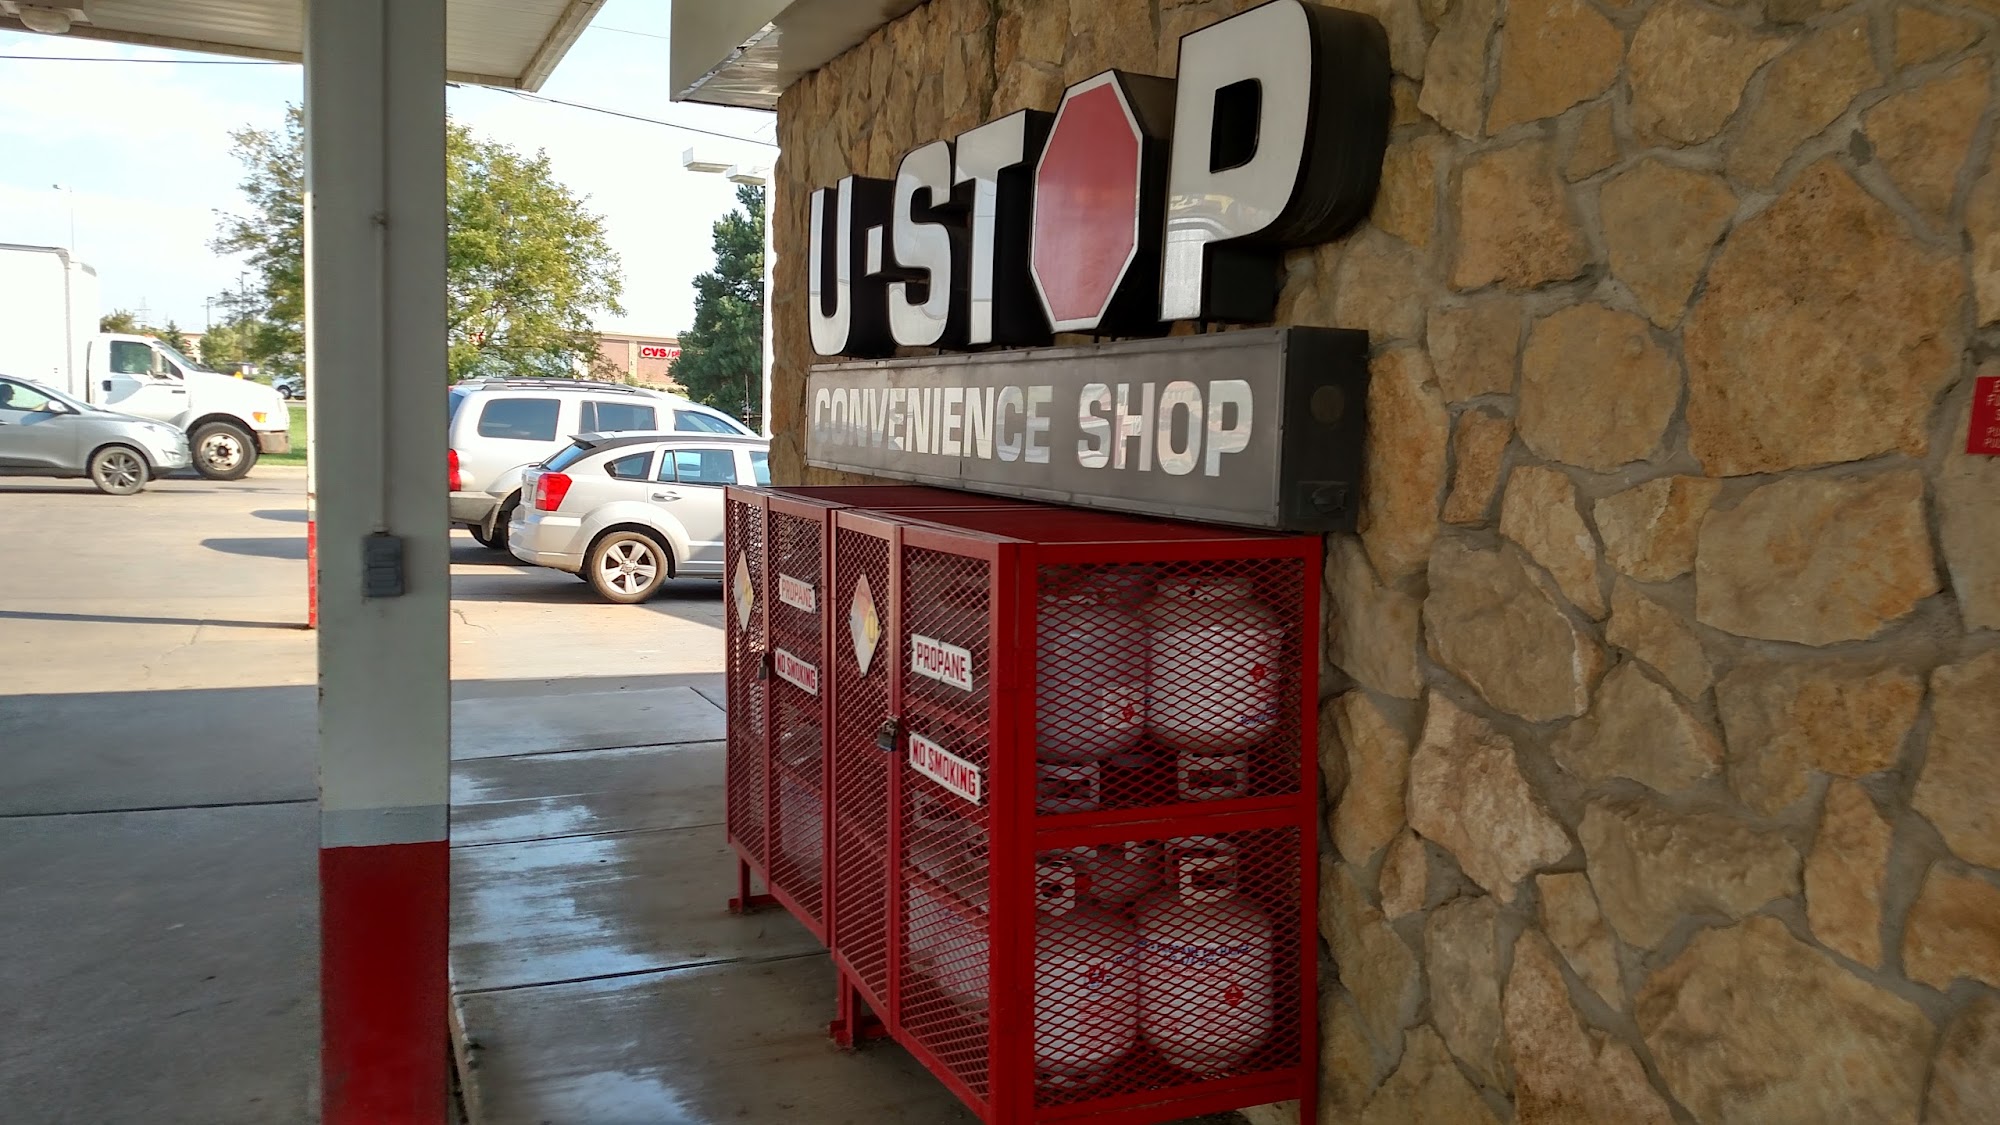 U-STOP
CONVENIENCE SHOP
CVS/
PROPANE
NO SMOKING
PROPANE
NO SMOKING